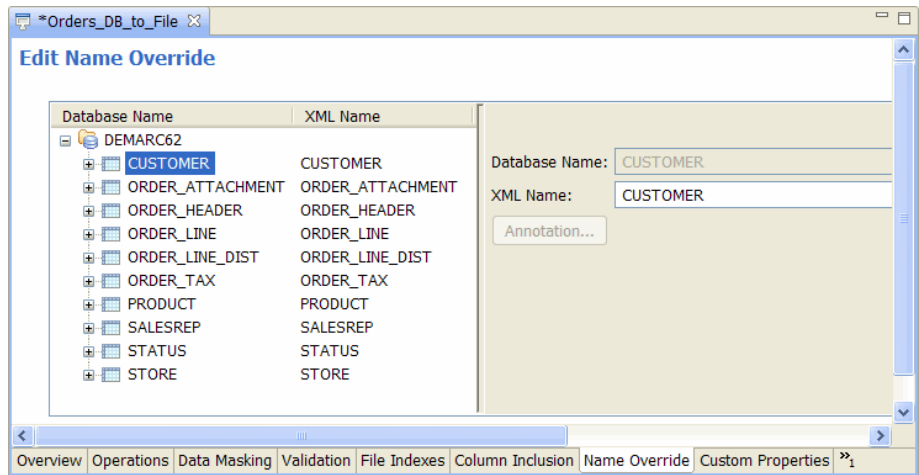 *Orders_DB_to_File
Edit Name Override
Database Name XML Name
DEMARC62
CUSTOMER CUSTOMER
ORDER_ATTACHMENT ORDER_ATTACHMENT
ORDER_HEADER ORDER_HEADER
ORDER_LINE ORDER_LINE
ORDER_LINE_DIST ORDER_LINE_DIST
ORDER_TAX ORDER_TAX
PRODUCT PRODUCT
SALESREP SALESREP
STATUS STATUS
STORE STORE
Database Name: CUSTOMER
XML Name: CUSTOMER
Annotation...
Overview Operations Data Masking Validation File Indexes Column Inclusion Name Override Custom Properties »1